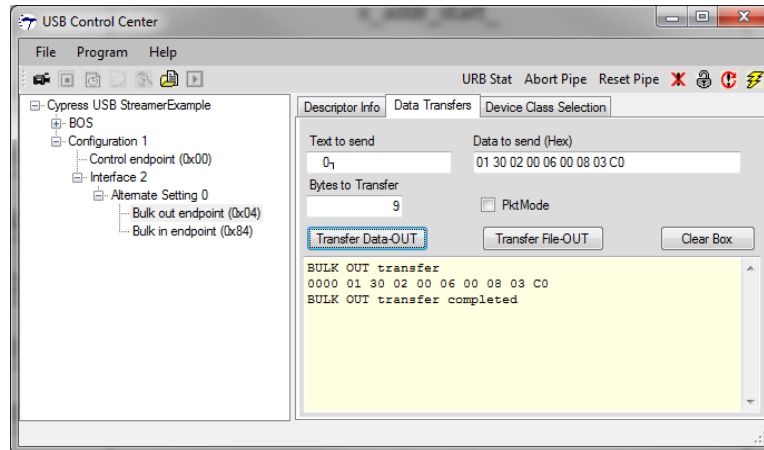 USB Control Center
File Program Help
URB Stat Abort Pipe Reset Pipe
Cypress USB StreamerExample
BOS
Configuration 1
Control endpoint (0x00)
Interface 2
Alternate Setting 0
Bulk out endpoint (0x04)
Bulk in endpoint (0x84)
Descriptor Info Data Transfers Device Class Selection
Text to send Data to send (Hex)
01 30 02 00 06 00 08 03 C0
Bytes to Transfer
9 PktMode
Transfer Data-OUT Transfer File-OUT Clear Box
BULK OUT transfer
0000 01 30 02 00 06 00 08 03 C0
BULK OUT transfer completed